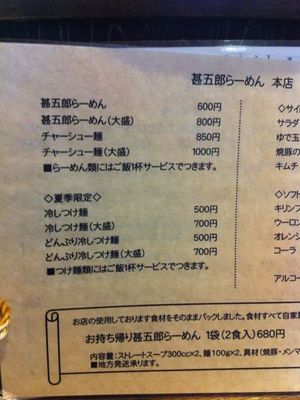 甚五郎らーめん 本店
甚五郎らーめん 600円
甚五郎らーめん(大盛) 800円
チャーシュー麺 850円
チャーシュー麺(大盛) 1000円
■らーめん類にはご飯1杯サービスでつきます。
◇夏季限定◇
冷しつけ麺 500円
冷しつけ麺(大盛) 700円
どんぶり冷しつけ麺 500円
どんぶり冷しつけ麺(大盛) 700円
■つけ麺類にはご飯1杯サービスでつきます。
◇サイ
サラダ
ゆで玉
焼豚の
キムチ
◇ソフト
キリンフ
ウーロン
オレンジ
コーラ
アルコー
お店の使用しております食材をそのままパックしました。食材すべて自家製
お持ち帰り甚五郎らーめん 1袋(2食入)680円
内容量:ストレートスープ300cc×2、麺100g×2、具材(焼豚・メンマ
■地方発送承ります。